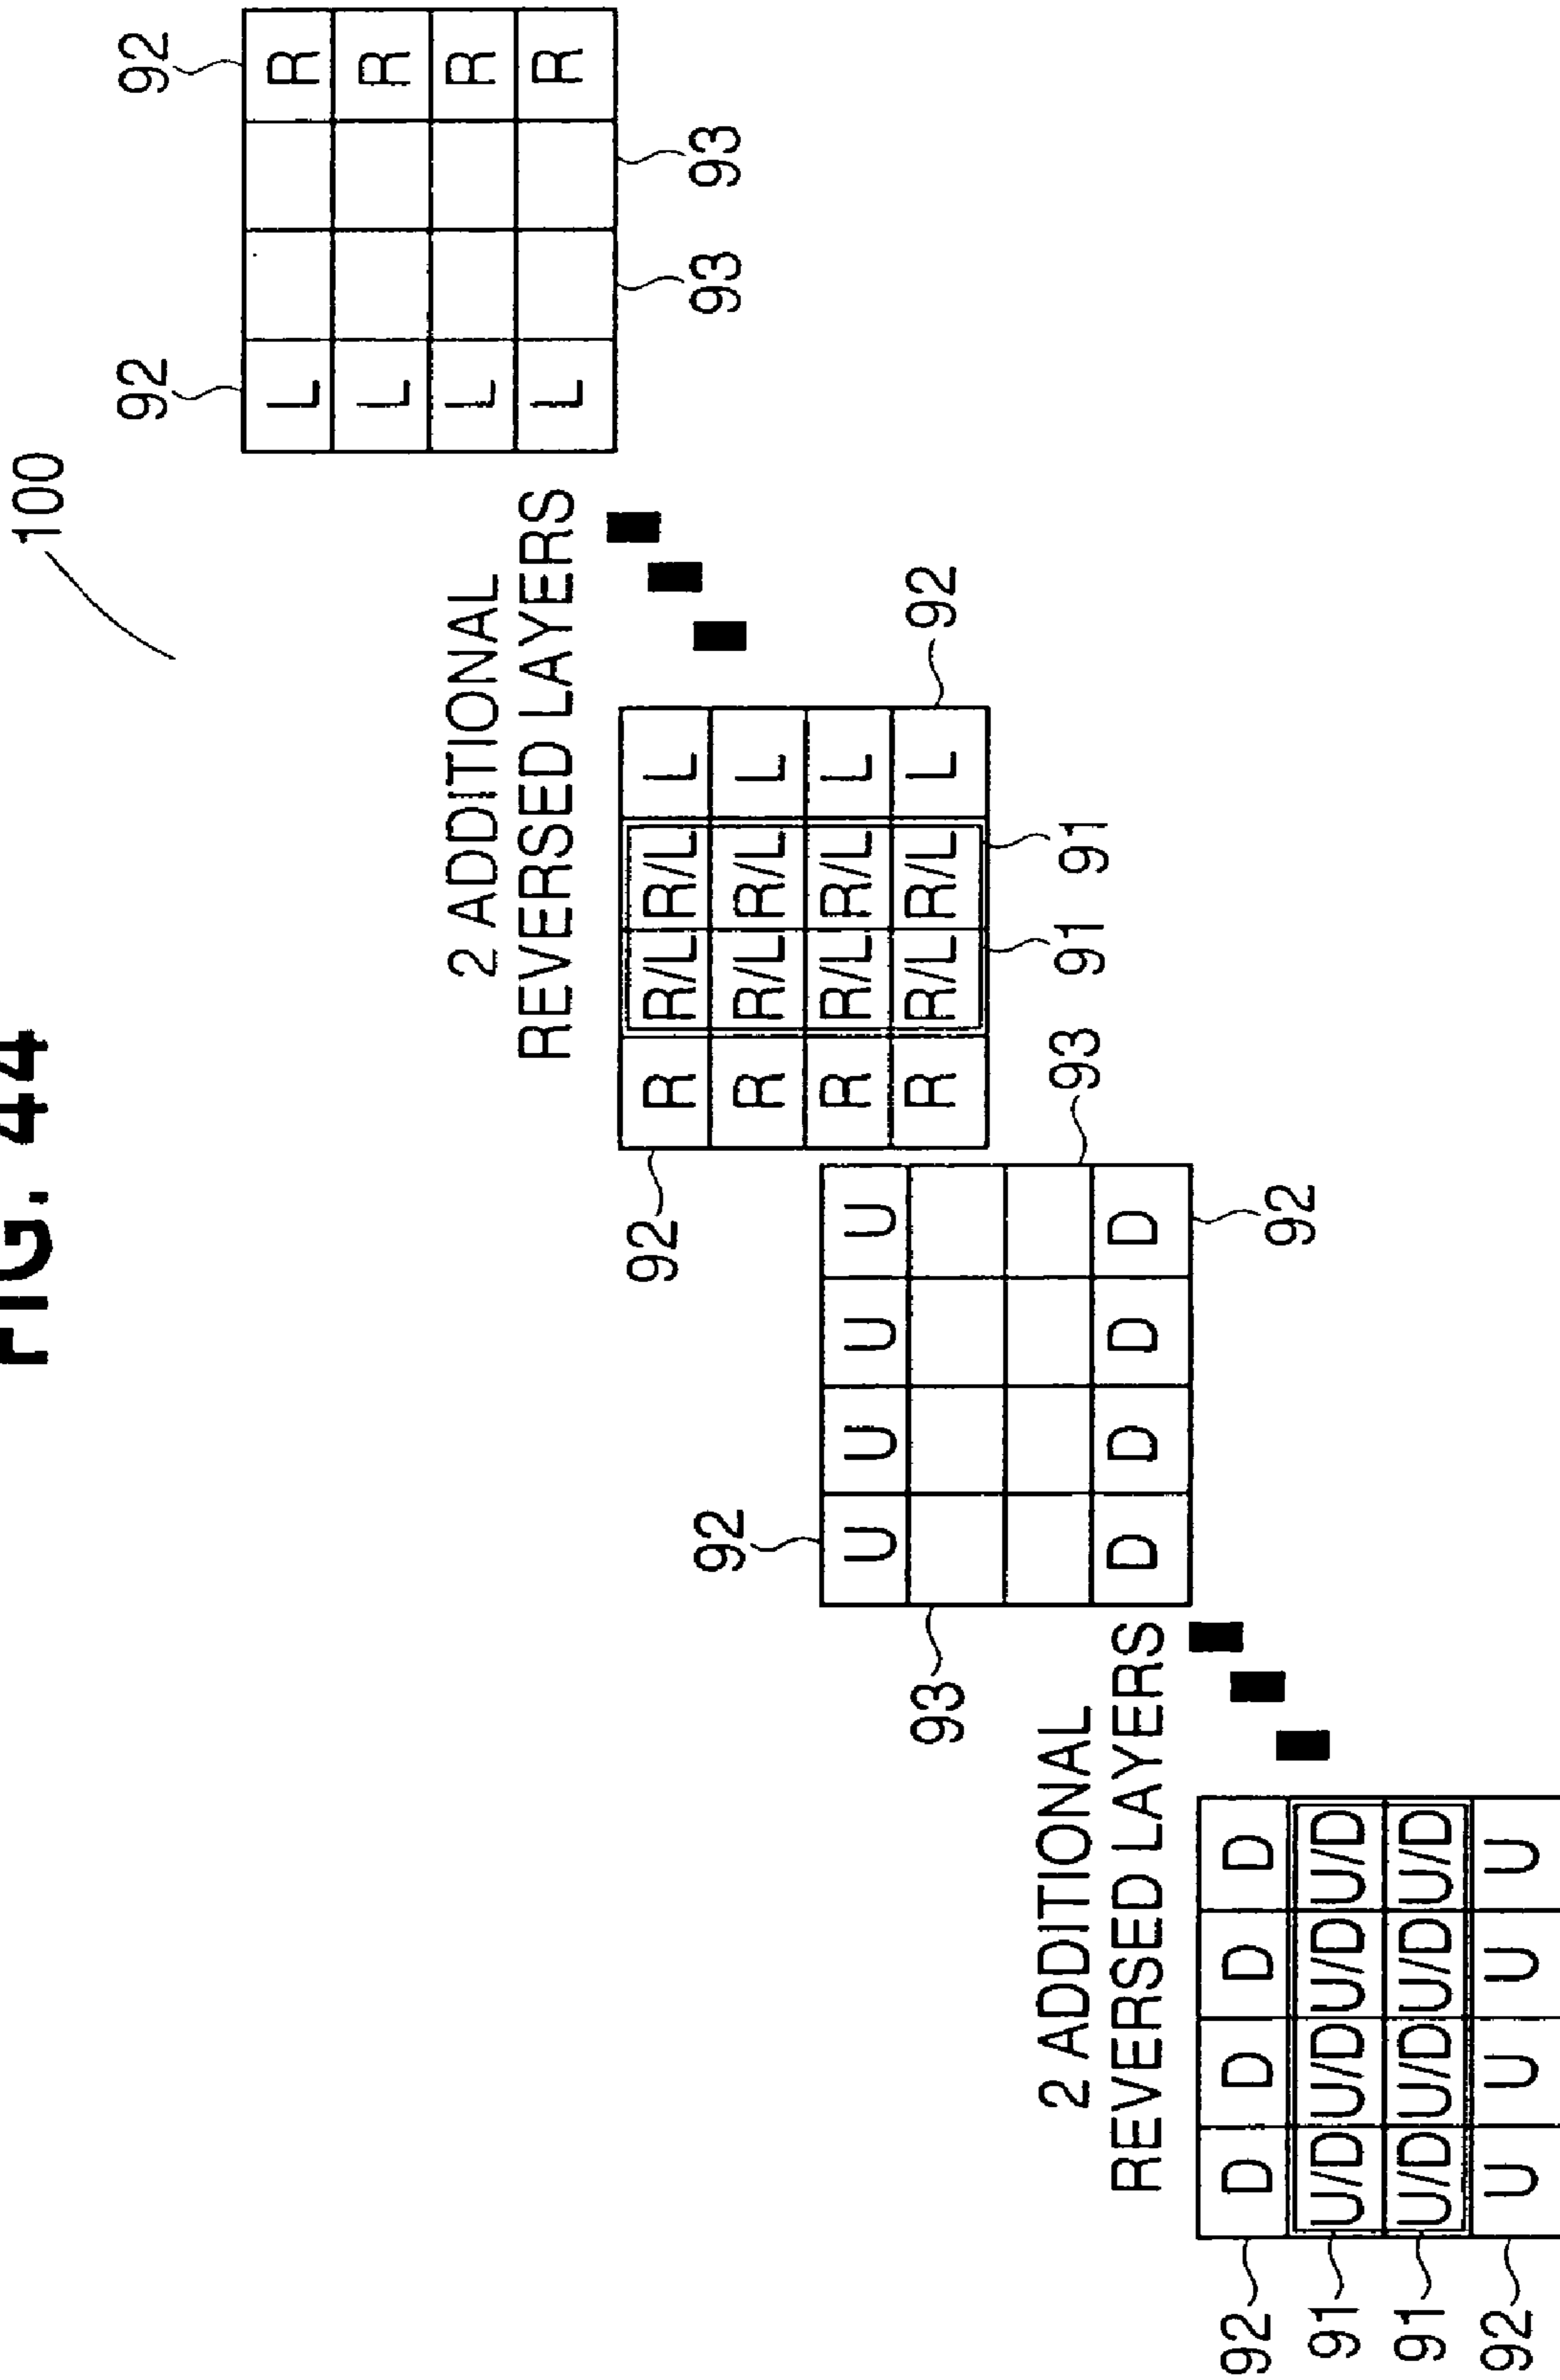 FIG. 44
100
92 92
L R
L R
L R
L R
93 93
2 ADDITIONAL
REVERSED LAYERS
92
R R/L R/L L
R R/L R/L L
R R/L R/L L
R R/L R/L L
92
91 91
92
U U U U
93
93
D D D D
92
2 ADDITIONAL
REVERSED LAYERS
92 D D D D
91 U/D U/D U/D U/D
91 U/D U/D U/D U/D
92 U U U U